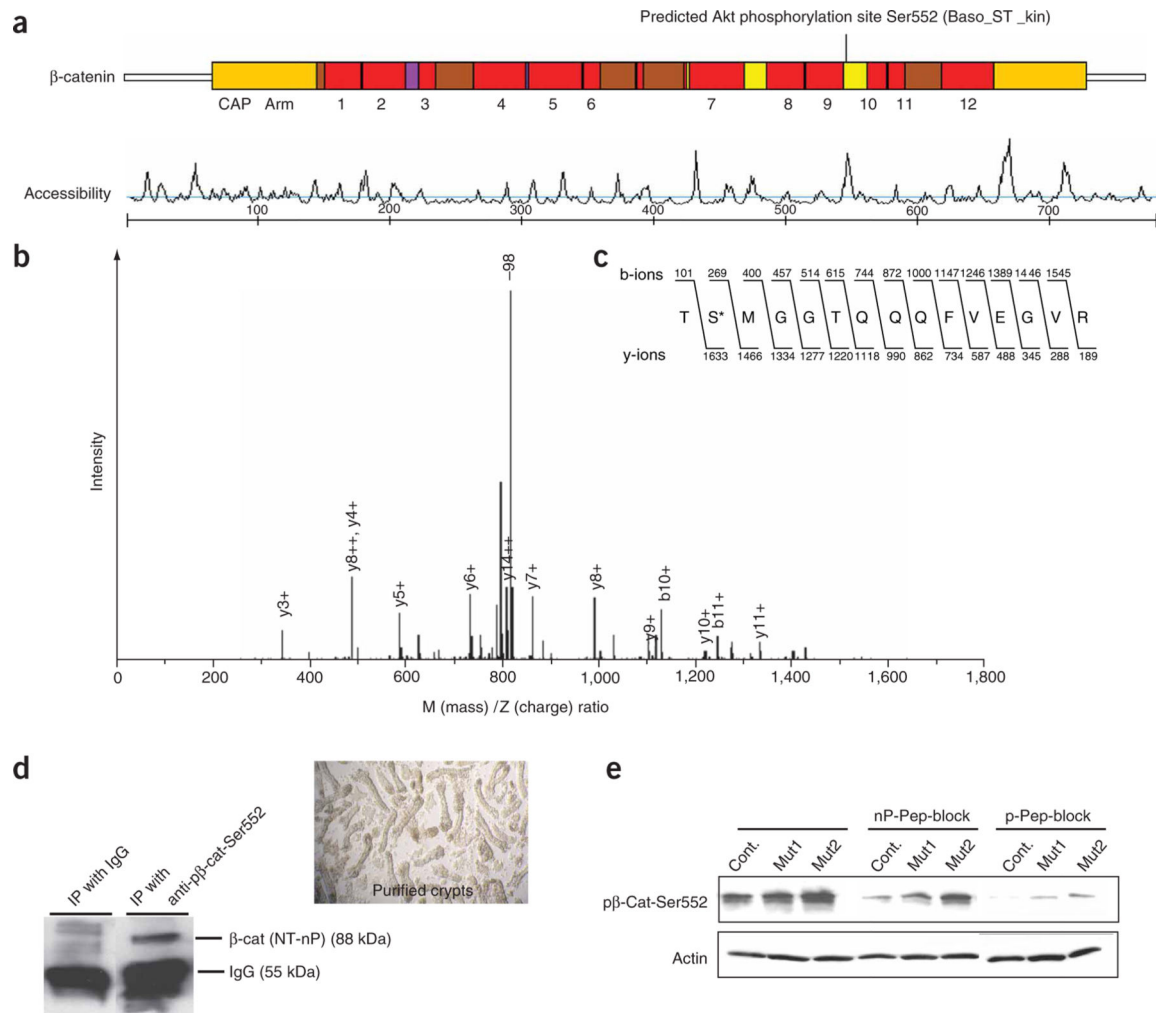 a
Predicted Akt phosphorylation site Ser552 (Baso_ST _kin)
β-catenin
CAP Arm 1 2 3 4 5 6 7 8 9 10 11 12
Accessibility
100 200 300 400 500 600 700
b
Intensity
y3+
y8++, y4+
y5+
y6+
–98
y14++
y7+
y8+
y9+
b10+
y10+
b11+
y11+
0 200 400 600 800 1,000 1,200 1,400 1,600 1,800
M (mass) /Z (charge) ratio
c
b-ions 101 269 400 457 514 615 744 872 1000 1147 1246 1389 14 46 1545
T S* M G G T Q Q Q F V E G V R
y-ions 1633 1466 1334 1277 1220 1118 990 862 734 587 488 345 288 189
d
IP with IgG
IP with
anti-pβ-cat-Ser552
β-cat (NT-nP) (88 kDa)
IgG (55 kDa)
Purified crypts
e
nP-Pep-block p-Pep-block
Cont. Mut1 Mut2 Cont. Mut1 Mut2 Cont. Mut1 Mut2
pβ-Cat-Ser552
Actin